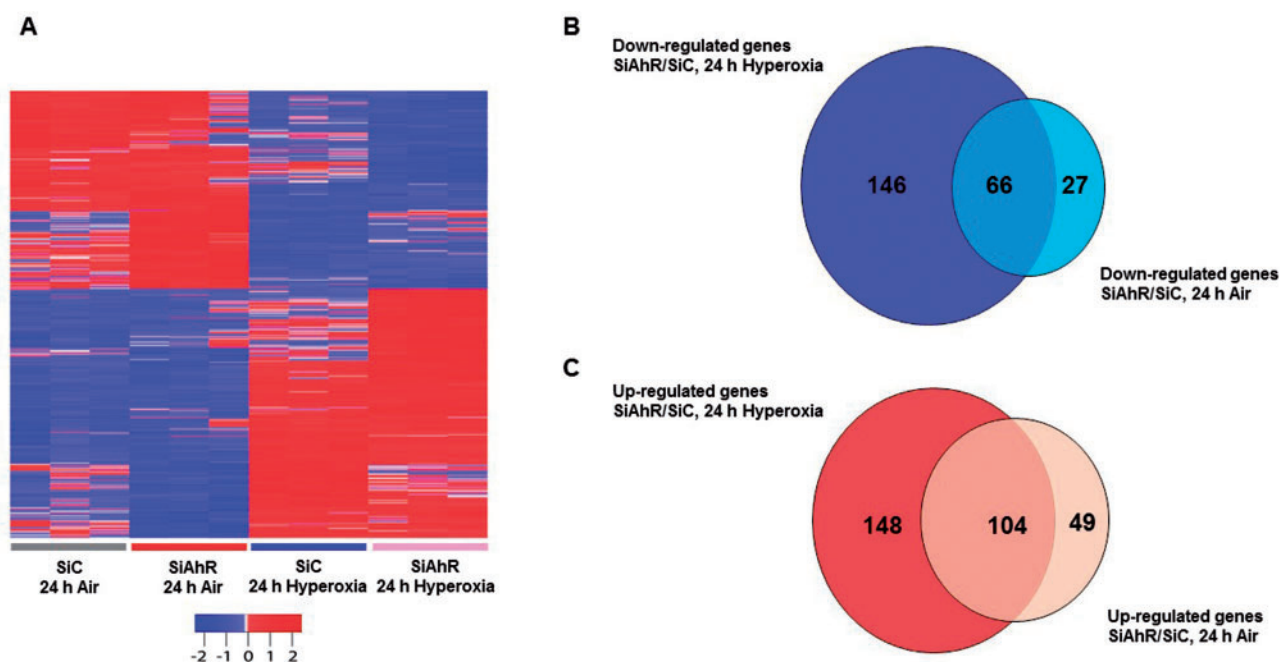 A
SiC
24 h Air
SiAhR
24 h Air
SiC
24 h Hyperoxia
SiAhR
24 h Hyperoxia
-2 -1 0 1 2
B
Down-regulated genes
SiAhR/SiC, 24 h Hyperoxia
146 66 27
Down-regulated genes
SiAhR/SiC, 24 h Air
C
Up-regulated genes
SiAhR/SiC, 24 h Hyperoxia
148 104 49
Up-regulated genes
SiAhR/SiC, 24 h Air